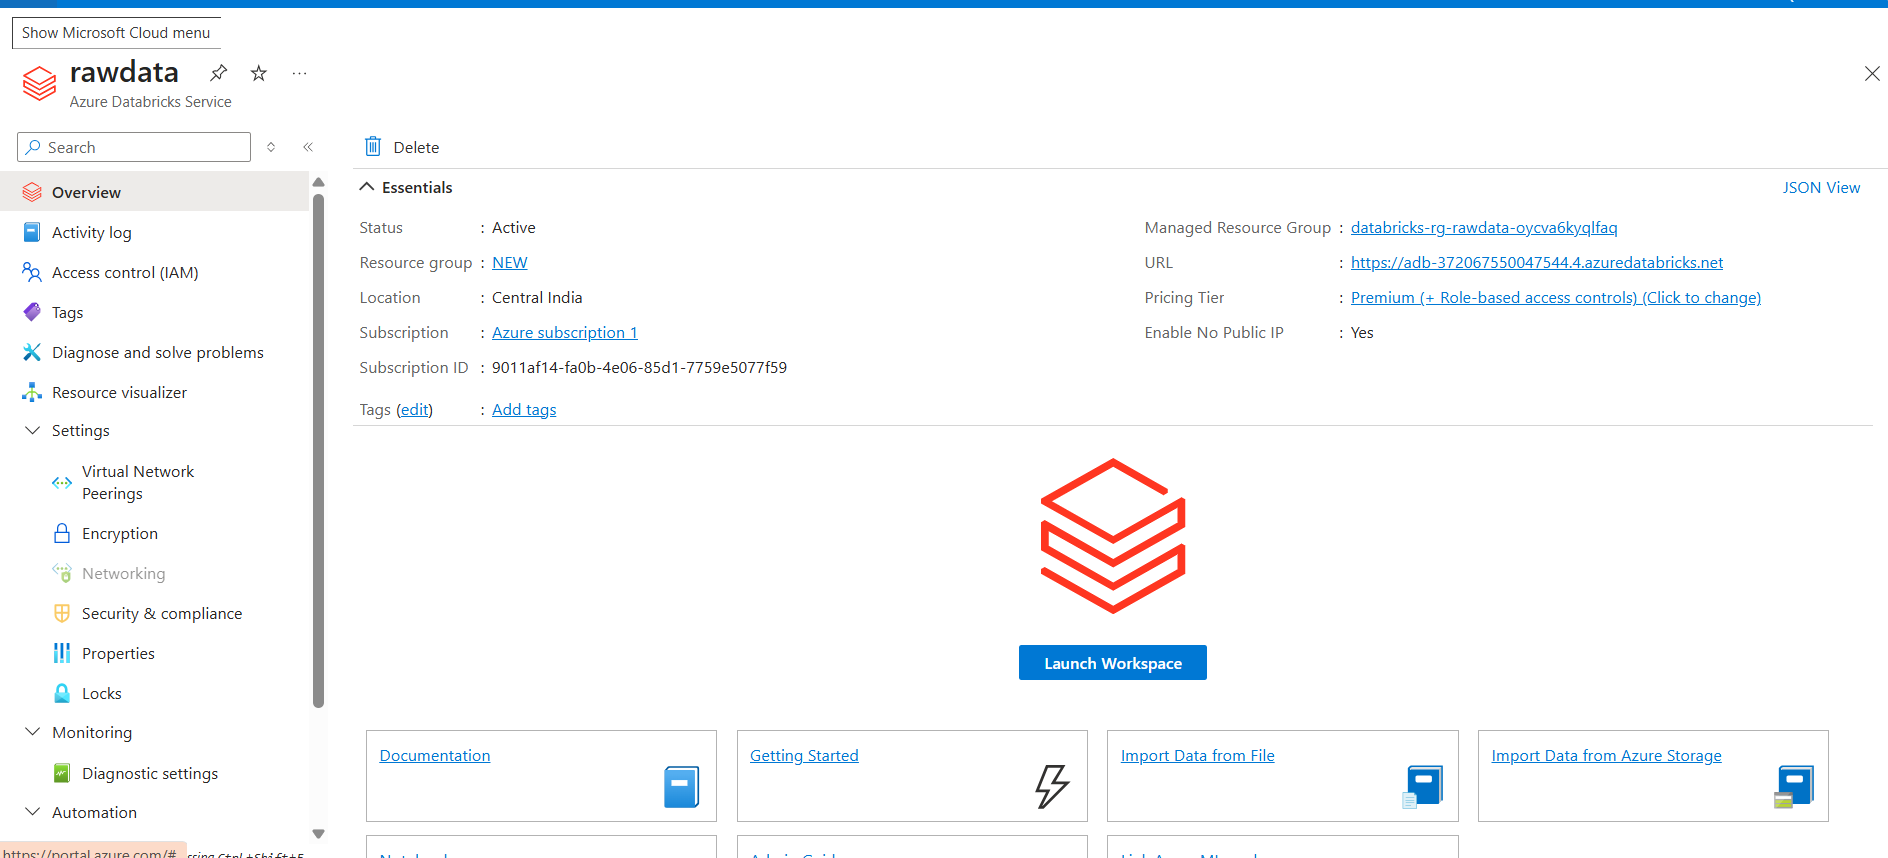 Show Microsoft Cloud menu
rawdata
Azure Databricks Service
Search
Overview
Activity log
Access control (IAM)
Tags
Diagnose and solve problems
Resource visualizer
Settings
Virtual Network
Peerings
Encryption
Networking
Security & compliance
Properties
Locks
Monitoring
Diagnostic settings
Automation
https://portal.azure.com/#
Delete
Essentials
JSON View
Status : Active
Resource group : NEW
Location : Central India
Subscription : Azure subscription 1
Subscription ID : 9011af14-fa0b-4e06-85d1-7759e5077f59
Tags (edit) : Add tags
Managed Resource Group : databricks-rg-rawdata-oycva6kyqlfaq
URL : https://adb-372067550047544.4.azuredatabricks.net
Pricing Tier : Premium (+ Role-based access controls) (Click to change)
Enable No Public IP : Yes
Launch Workspace
Documentation
Getting Started
Import Data from File
Import Data from Azure Storage